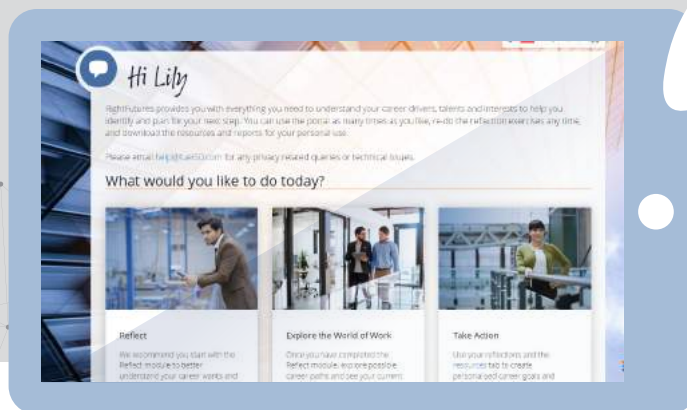 Hi Lily
RightFutures provides you with everything you need to understand your career drivers, talents and interests to help you
identify and plan for your next step. You can use the portal as many times as you like, re-do the reflection exercises any time,
and download the resources and reports for your personal use.
Please email for any privacy related queries or technical issues.
What would you like to do today?
Reflect
We recommend you start with the
Reflect module to better
understand your career wants and
Explore the World of Work
Once you have completed the
Reflect module, explore possible
career paths and see your current
Take Action
Use your reflections and the
resources tab to create
personalised career goals and